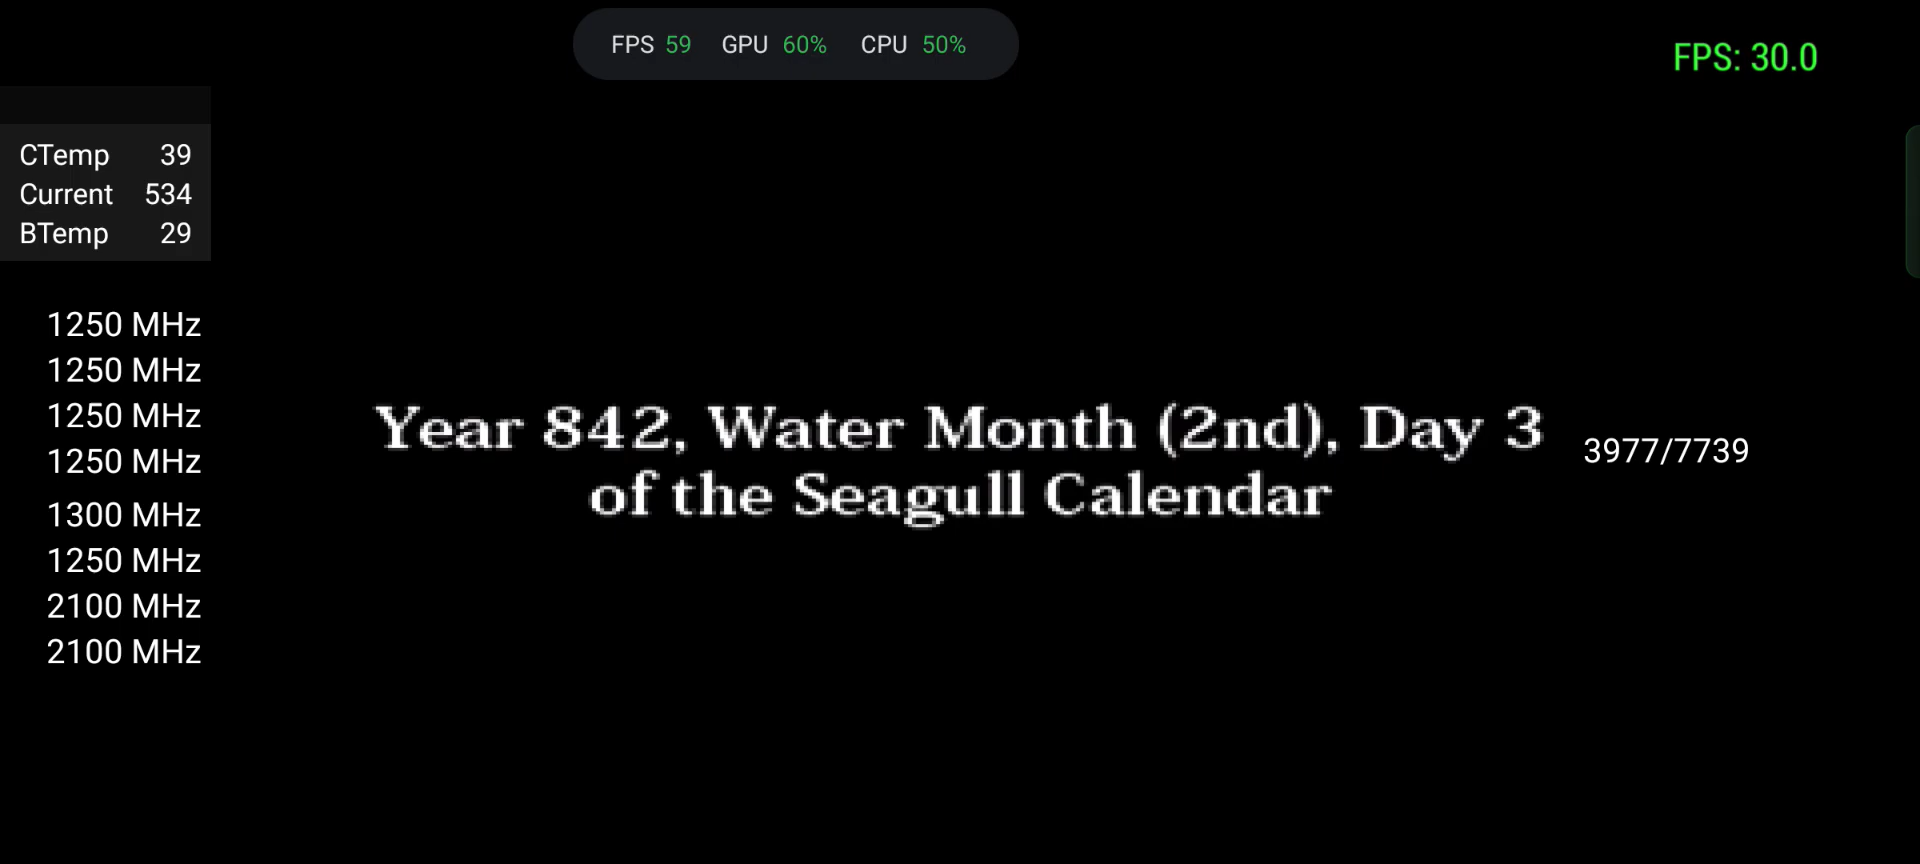 FPS 59 GPU 60% CPU 50%
FPS: 30.0
CTemp 39
Current 534
BTemp 29
1250 MHz
1250 MHz
1250 MHz
1250 MHz
1300 MHz
1250 MHz
2100 MHz
2100 MHz
Year 842, Water Month (2nd), Day 3
of the Seagull Calendar
3977/7739